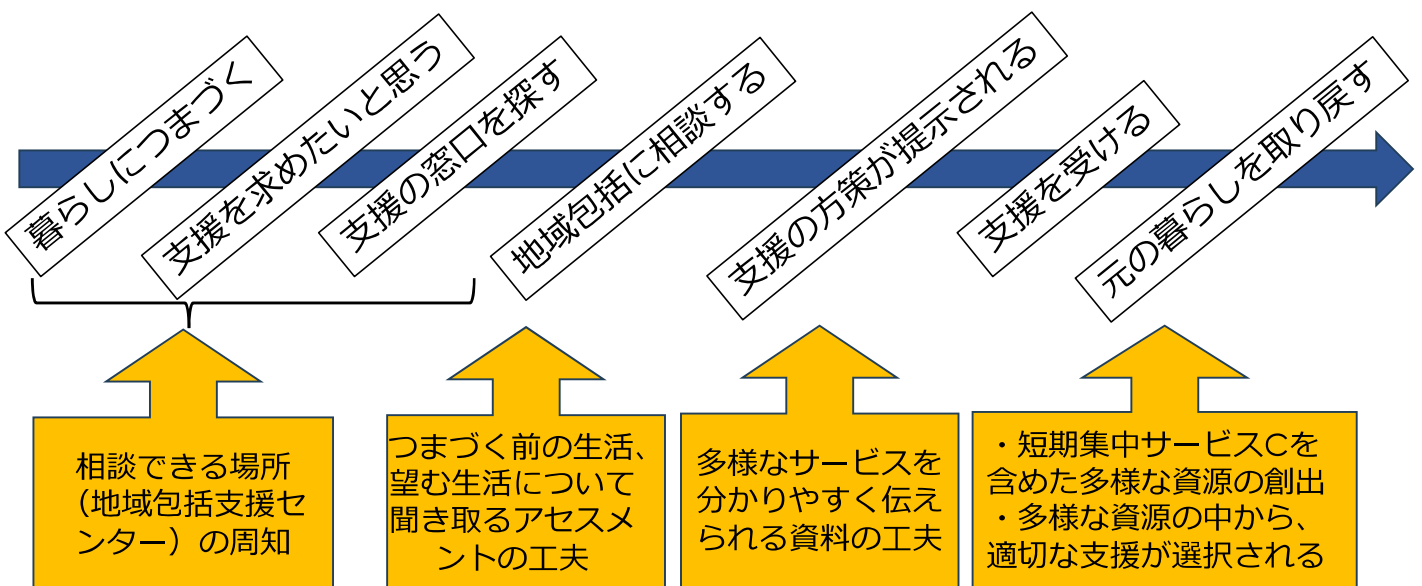 暮らしにつまづく
支援を求めたいと思う
支援の窓口を探す
地域包括に相談する
支援の方策が提示される
支援を受ける
元の暮らしを取り戻す
相談できる場所
（地域包括支援セ
ンター）の周知
つまづく前の生活、
望む生活について
聞き取るアセスメ
ントの工夫
多様なサービスを
分かりやすく伝え
られる資料の工夫
・短期集中サービスCを
含めた多様な資源の創出
・多様な資源の中から、
適切な支援が選択される